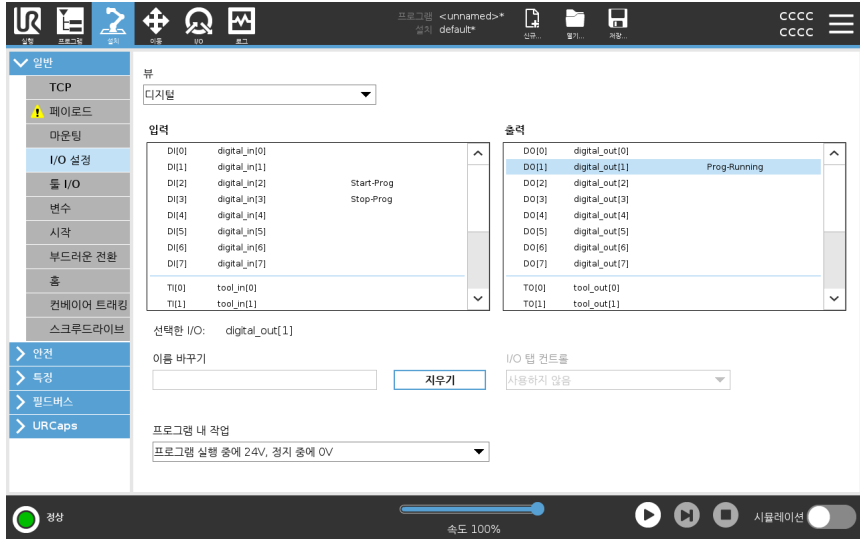 UR
실행
프로그램
설치
이동
I/O
로그
프로그램 <unnamed>*
설치 default*
신규...
열기...
저장...
CCCC
CCCC
일반
TCP
페이로드
마운팅
I/O 설정
툴 I/O
변수
시작
부드러운 전환
홈
컨베이어 트래킹
스크루드라이브
안전
특징
필드버스
URCaps
뷰
디지털
입력
DI[0] digital_in[0]
DI[1] digital_in[1]
DI[2] digital_in[2] Start-Prog
DI[3] digital_in[3] Stop-Prog
DI[4] digital_in[4]
DI[5] digital_in[5]
DI[6] digital_in[6]
DI[7] digital_in[7]
TI[0] tool_in[0]
TI[1] tool_in[1]
출력
DO[0] digital_out[0]
DO[1] digital_out[1] Prog-Running
DO[2] digital_out[2]
DO[3] digital_out[3]
DO[4] digital_out[4]
DO[5] digital_out[5]
DO[6] digital_out[6]
DO[7] digital_out[7]
TO[0] tool_out[0]
TO[1] tool_out[1]
선택한 I/O: digital_out[1]
이름 바꾸기
지우기
I/O 탭 컨트롤
사용하지 않음
프로그램 내 작업
프로그램 실행 중에 24V, 정지 중에 0V
정상
속도 100%
시뮬레이션